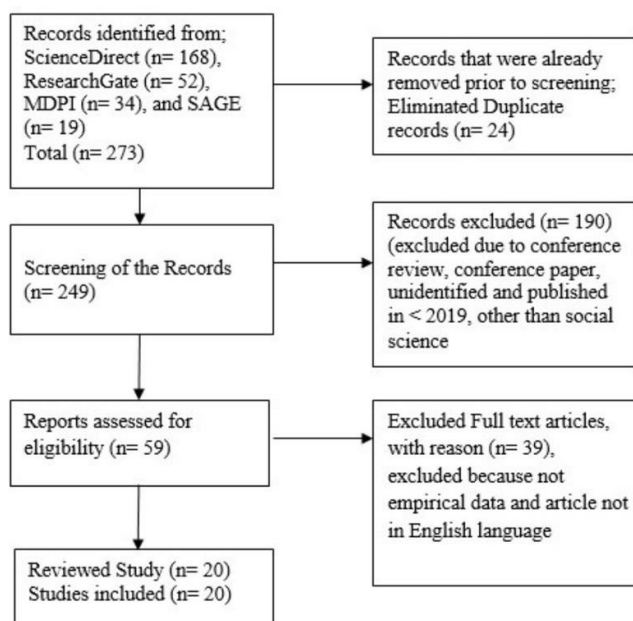 Records identified from;
ScienceDirect (n= 168),
ResearchGate (n= 52),
MDPI (n= 34), and SAGE
(n= 19)
Total (n= 273)
Records that were already
removed prior to screening;
Eliminated Duplicate
records (n= 24)
Screening of the Records
(n= 249)
Records excluded (n= 190)
(excluded due to conference
review, conference paper,
unidentified and published
in < 2019, other than social
science
Reports assessed for
eligibility (n= 59)
Excluded Full text articles,
with reason (n= 39),
excluded because not
empirical data and article not
in English language
Reviewed Study (n= 20)
Studies included (n= 20)